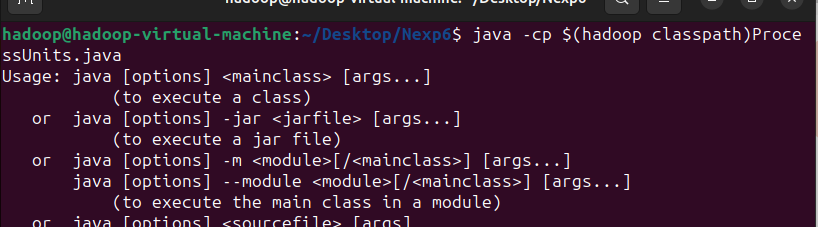 hadoop@hadoop-virtual-machine: ~/Desktop/Nexp6
hadoop@hadoop-virtual-machine:~/Desktop/Nexp6$ java -cp $(hadoop classpath)Proce
ssUnits.java
Usage: java [options] <mainclass> [args...]
           (to execute a class)
   or  java [options] -jar <jarfile> [args...]
           (to execute a jar file)
   or  java [options] -m <module>[/<mainclass>] [args...]
       java [options] --module <module>[/<mainclass>] [args...]
           (to execute the main class in a module)
   or  java [options] <sourcefile> [args]